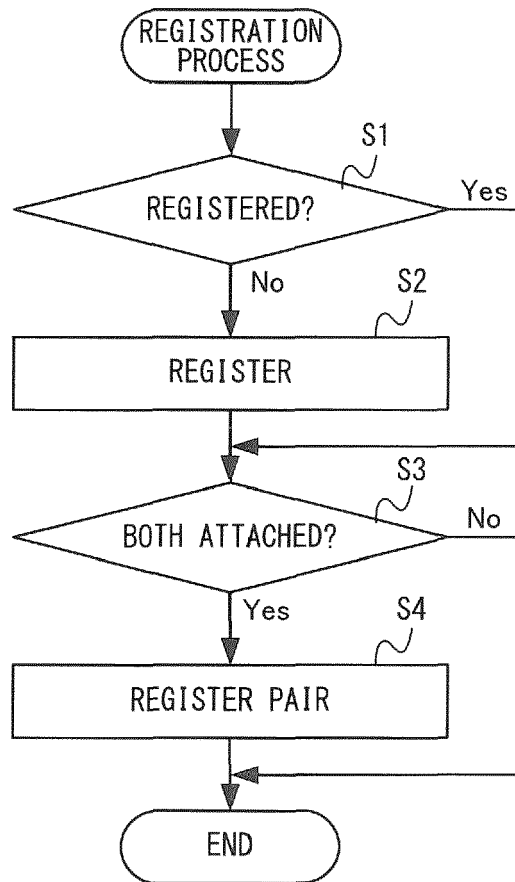 REGISTRATION
PROCESS
S1
REGISTERED?
Yes
No
S2
REGISTER
S3
BOTH ATTACHED?
No
Yes
S4
REGISTER PAIR
END